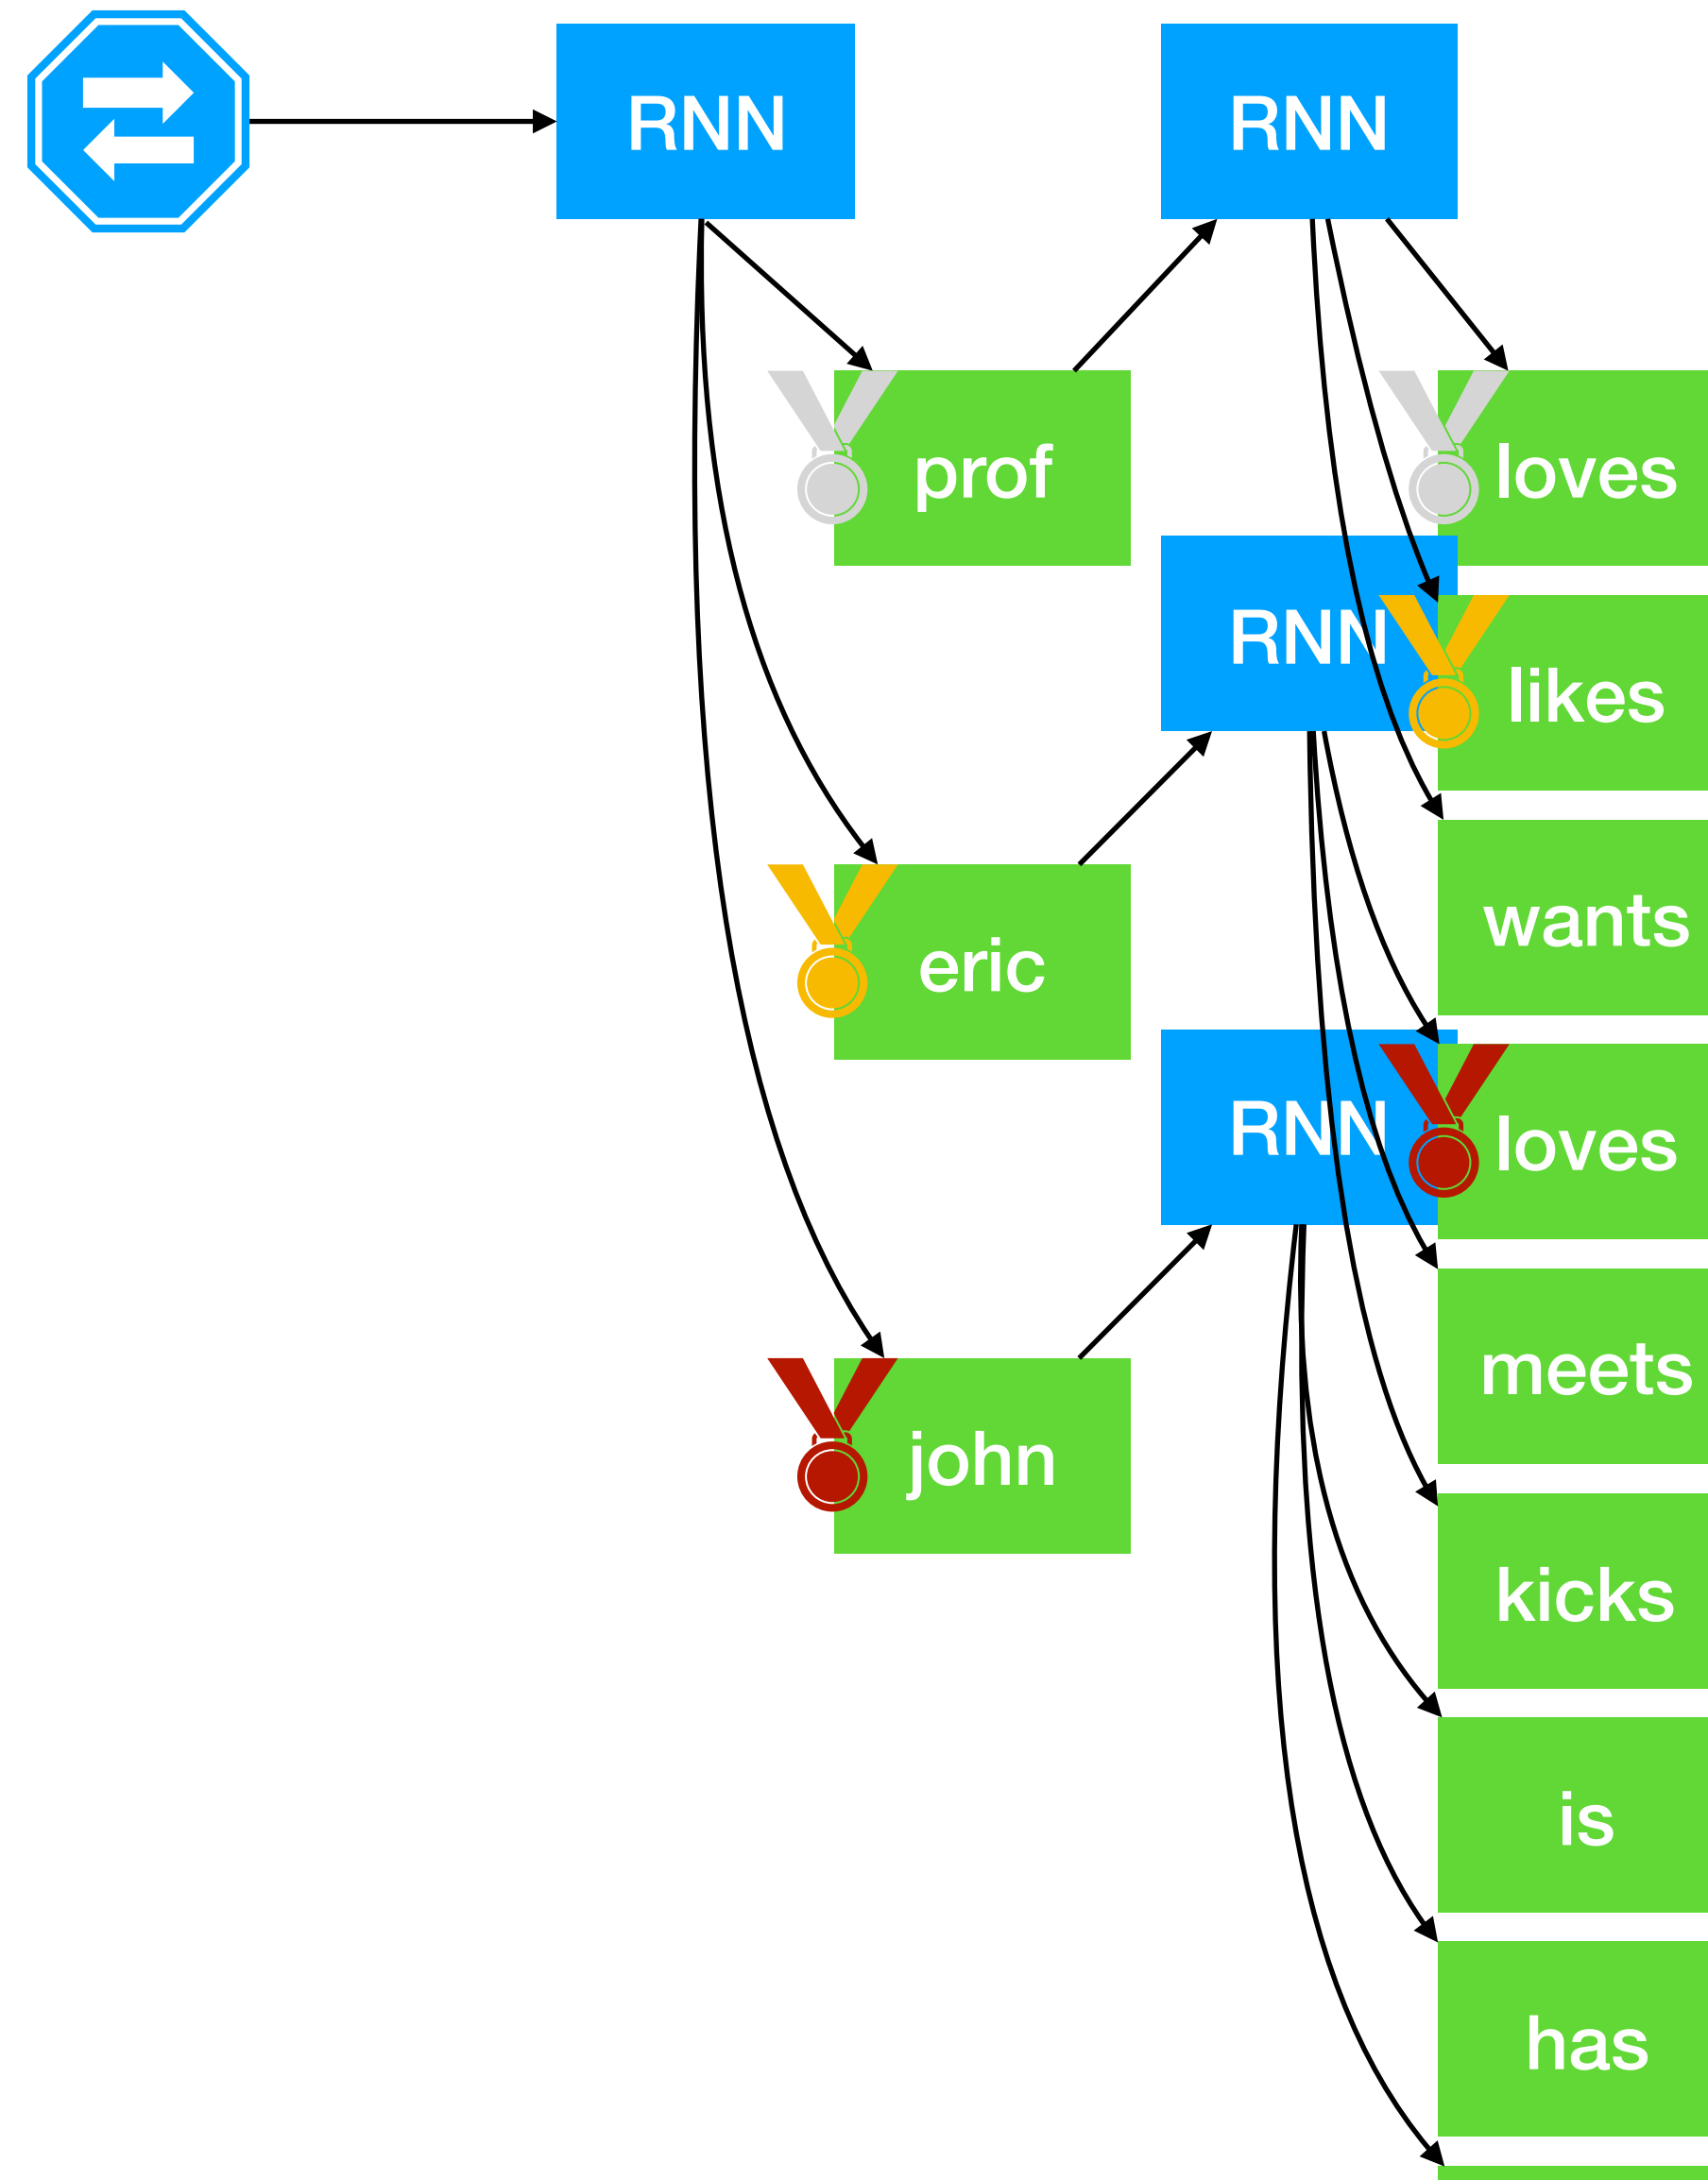 RNN
RNN
prof
loves
RNN
likes
wants
eric
RNN
loves
meets
john
kicks
is
has